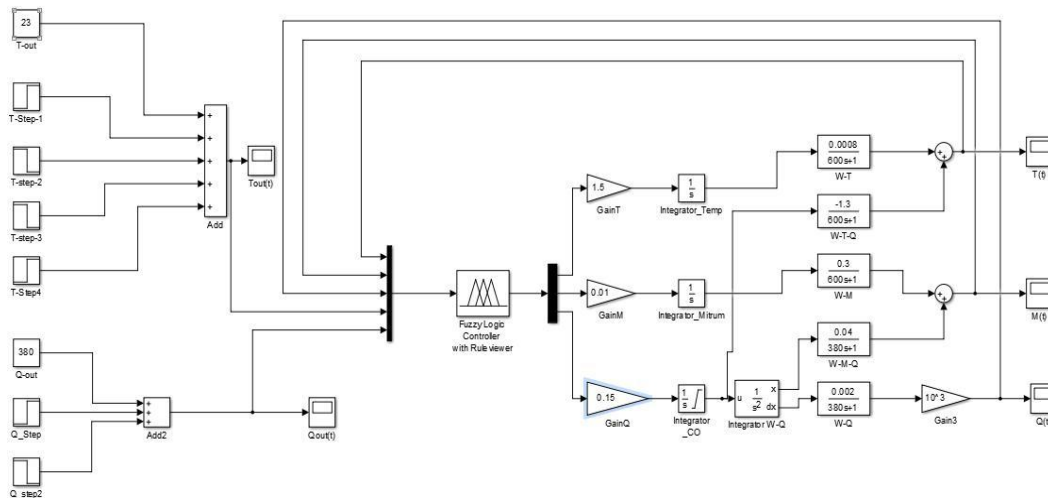 23
T-out
T-Step-1
T-step-2
T-step-3
T-Step4
+
+
+
+
+
Add
Tout(t)
380
Q-out
Q_Step
Q_step2
+
+
+
Add2
Qout(t)
Fuzzy Logic
Controller
with Ruleviewer
1.5
GainT
1
s
Integrator_Temp
0.0008
600s+1
W-T
-1.3
600s+1
W-T-Q
+
+
T(t)
0.01
GainM
1
s
Integrator_Mitrum
0.3
600s+1
W-M
0.04
380s+1
W-M-Q
+
+
M(t)
0.15
GainQ
1
s
Integrator
_CO
u
1
s²
x
dx
Integrator W-Q
0.002
380s+1
W-Q
10^3
Gain3
Q(t